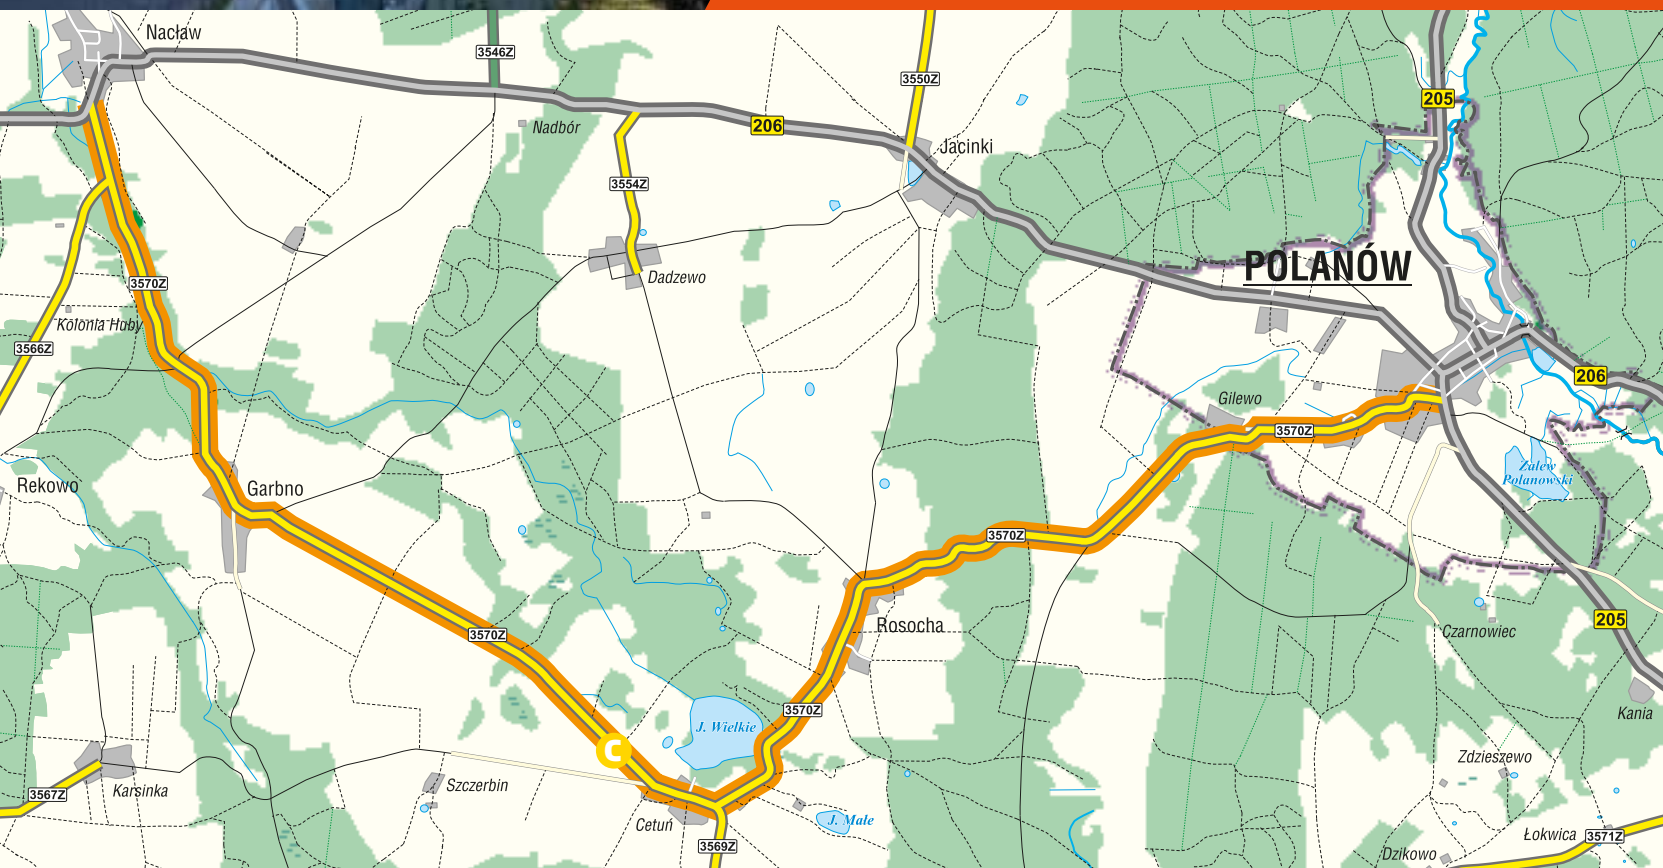 Nacław
3546Z
3550Z
205
Nadbór
206
Jacinki
3554Z
POLANÓW
Dadzewo
3570Z
Kolonia Huby
3566Z
206
Gilewo
3570Z
Zalew
Polanowski
Rekowo
Garbno
3570Z
Rosocha
3570Z
205
Czarnowiec
3570Z
Kania
J. Wielkie
C
Zdzieszewo
Szczerbin
Karsinka
3567Z
Cetuń
J. Małe
3569Z
Łokwica
3571Z
Dzikowo